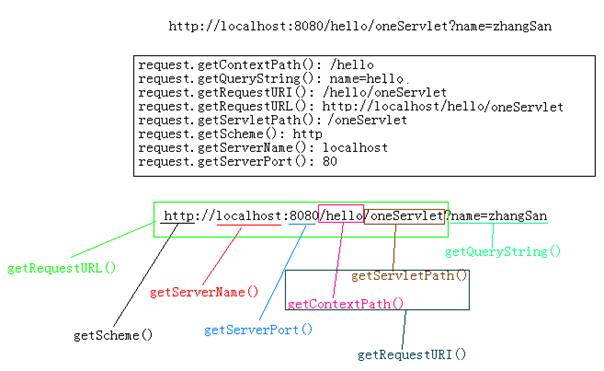 http://localhost:8080/hello/oneServlet?name=zhangSan
request.getContextPath(): /hello
request.getQueryString(): name=hello
request.getRequestURI(): /hello/oneServlet
request.getRequestURL(): http://localhost/hello/oneServlet
request.getServletPath(): /oneServlet
request.getScheme(): http
request.getServerName(): localhost
request.getServerPort(): 80
http://localhost:8080/hello/oneServlet?name=zhangSan
getQueryString()
getRequestURL()
getServletPath()
getServerName()
getContextPath()
getScheme()
getServerPort()
getRequestURI()